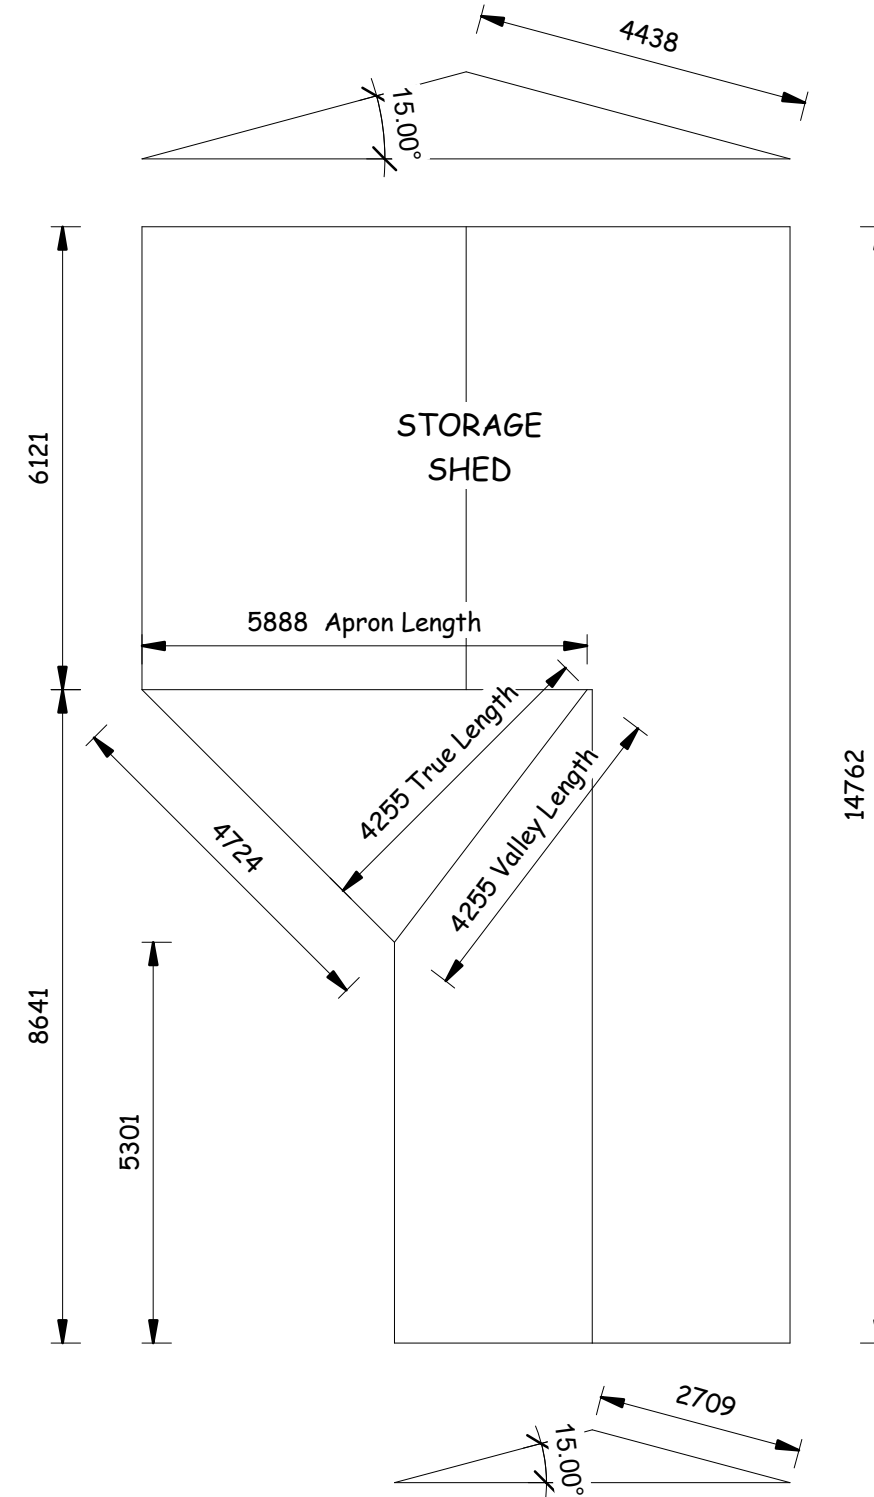 4438
15.00°
STORAGE
SHED
6121
5888 Apron Length
4255 True Length
4255 Valley Length
4724
14762
8641
5301
2709
15.00°